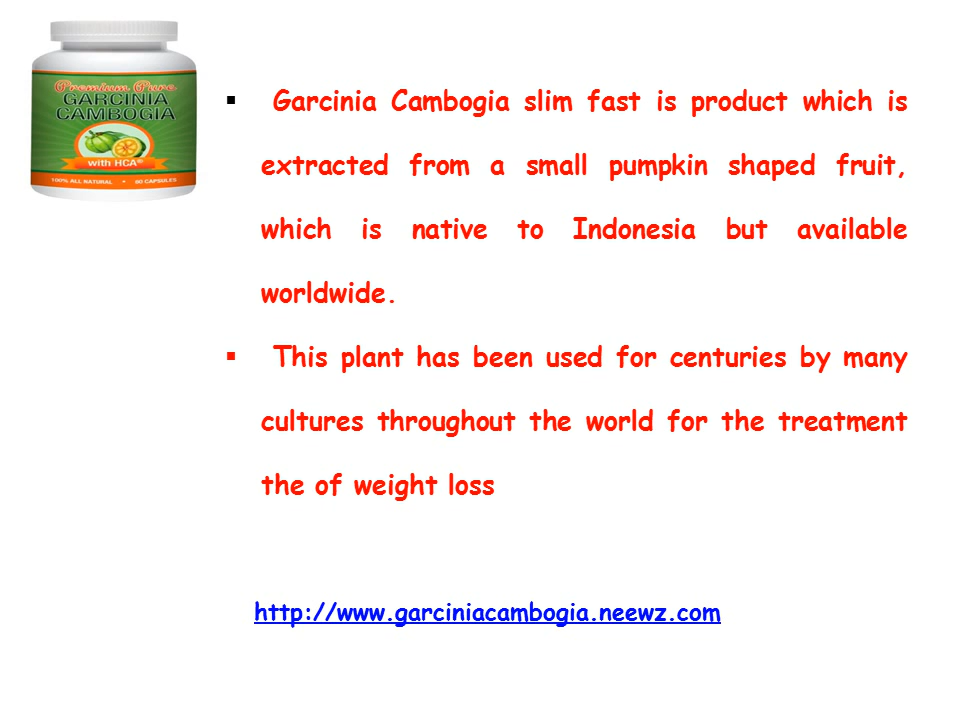 Premium Pure
GARCINIA
CAMBOGIA
with HCA®
100% ALL NATURAL • 80 CAPSULES
▪ Garcinia Cambogia slim fast is product which is
extracted from a small pumpkin shaped fruit,
which is native to Indonesia but available
worldwide.
▪ This plant has been used for centuries by many
cultures throughout the world for the treatment
the of weight loss
http://www.garciniacambogia.neewz.com